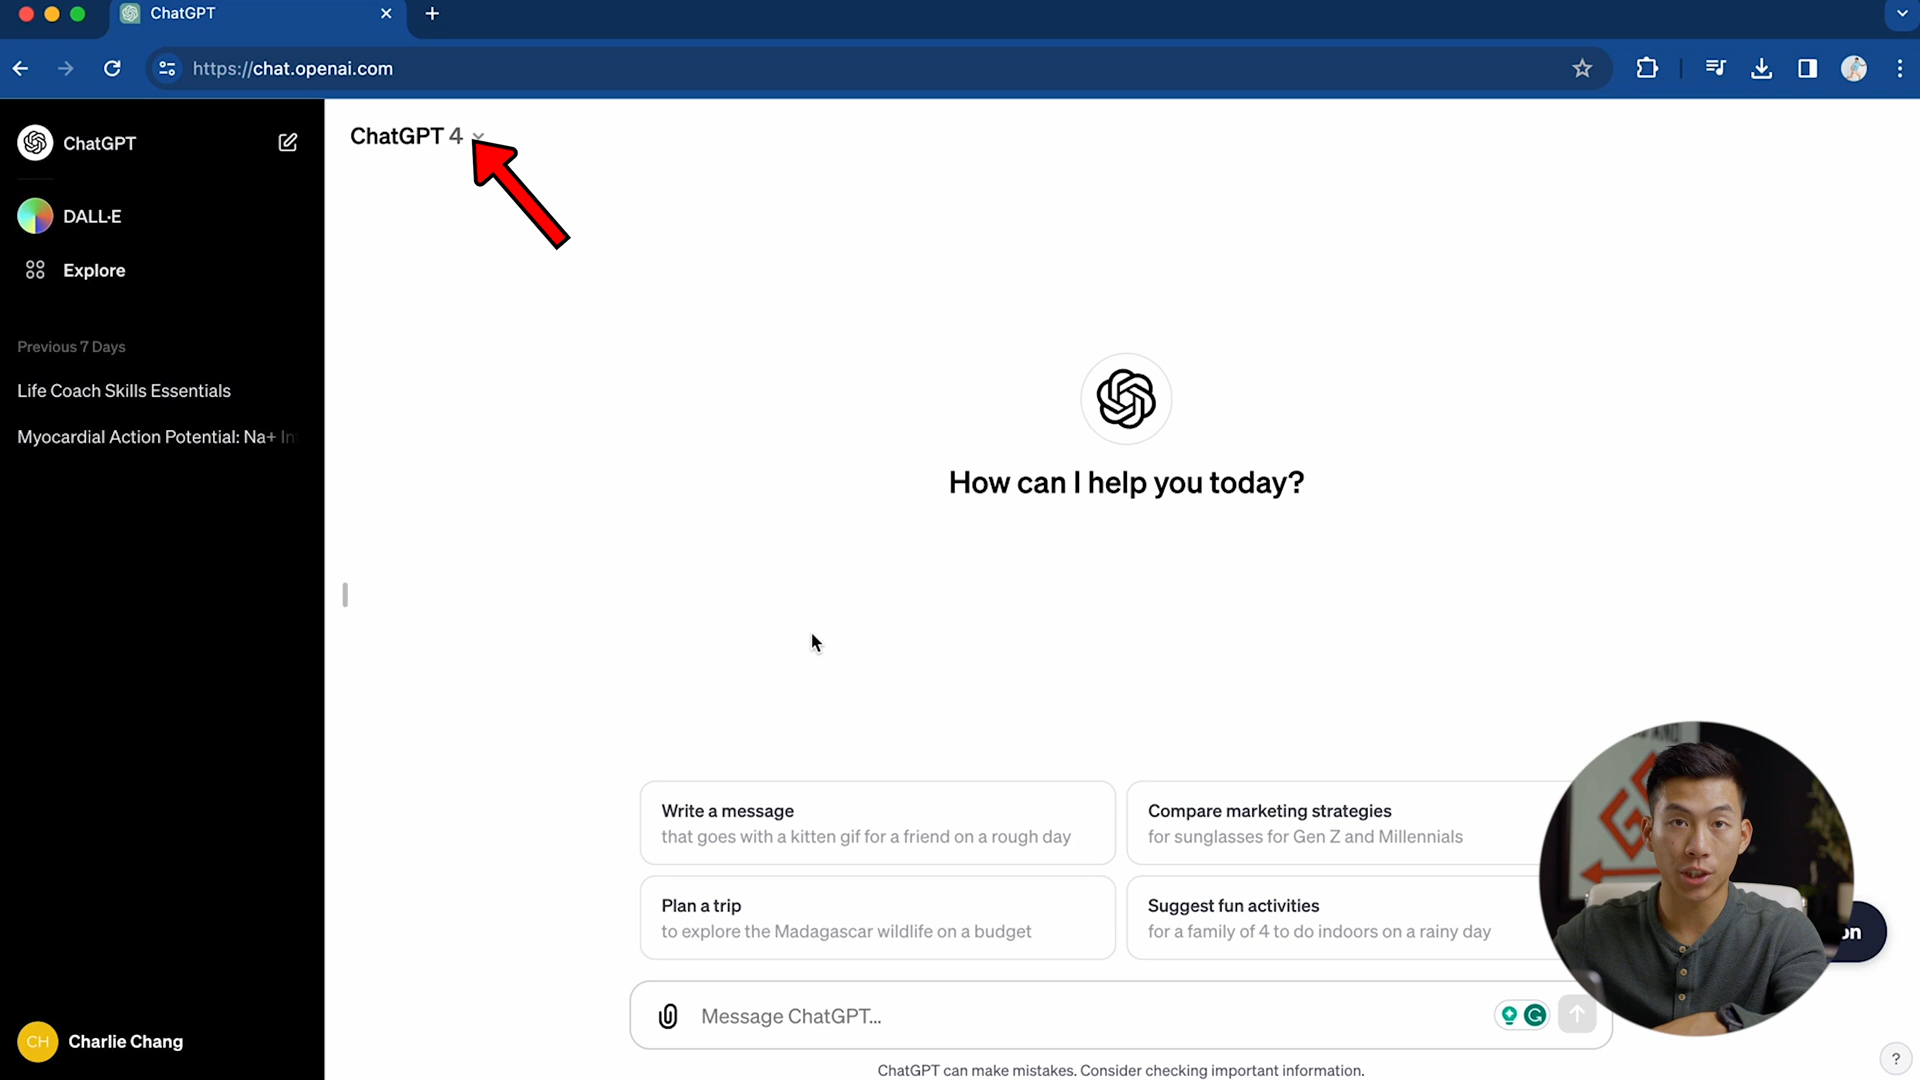 ChatGPT
https://chat.openai.com
ChatGPT
DALL·E
Explore
Previous 7 Days
Life Coach Skills Essentials
Myocardial Action Potential: Na+ In
CH Charlie Chang
ChatGPT 4
How can I help you today?
Write a message
that goes with a kitten gif for a friend on a rough day
Compare marketing strategies
for sunglasses for Gen Z and Millennials
Plan a trip
to explore the Madagascar wildlife on a budget
Suggest fun activities
for a family of 4 to do indoors on a rainy day
Message ChatGPT...
ChatGPT can make mistakes. Consider checking important information.
?